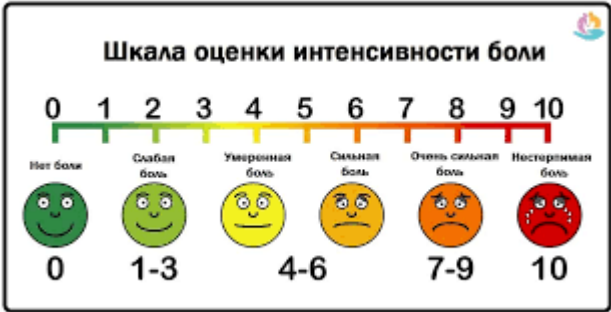 Шкала оценки интенсивности боли
0 1 2 3 4 5 6 7 8 9 10
Нет боли
Слабая
боль
Умеренная
боль
Сильная
боль
Очень сильная
боль
Нестерпимая
боль
0 1-3 4-6 7-9 10